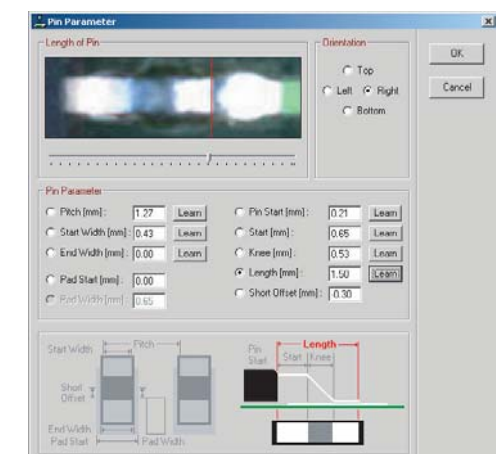 Pin Parameter
Length of Pin
Orientation
Top
Left Right
Bottom
OK
Cancel
Pin Parameter
Pitch [mm] : 1.27 Learn
Start Width [mm] : 0.43 Learn
End Width [mm] : 0.00 Learn
Pad Start [mm] : 0.00
Pad Width [mm] : 0.65
Pin Start [mm] : 0.21 Learn
Start [mm] : 0.65 Learn
Knee [mm] : 0.53 Learn
Length [mm] : 1.50 Learn
Short Offset [mm] : -0.30
Start Width
Pitch
Short
Offset
End Width
Pad Start
Pad Width
Length
Pin
Start
Start Knee